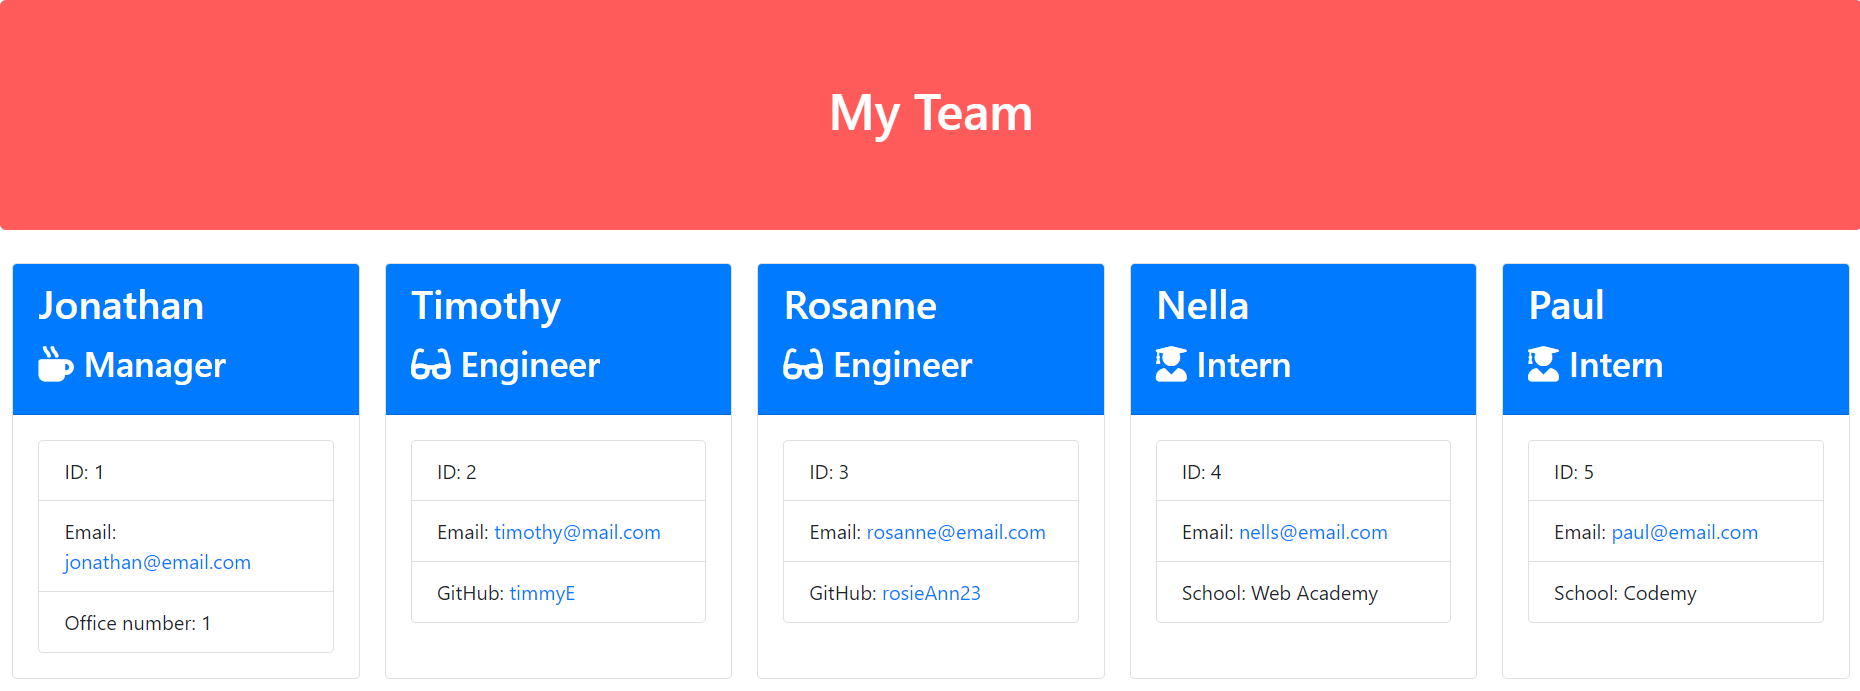 My Team
Jonathan
Manager
ID: 1
Email:
jonathan@email.com
Office number: 1
Timothy
Engineer
ID: 2
Email: timothy@mail.com
GitHub: timmyE
Rosanne
Engineer
ID: 3
Email: rosanne@email.com
GitHub: rosieAnn23
Nella
Intern
ID: 4
Email: nells@email.com
School: Web Academy
Paul
Intern
ID: 5
Email: paul@email.com
School: Codemy